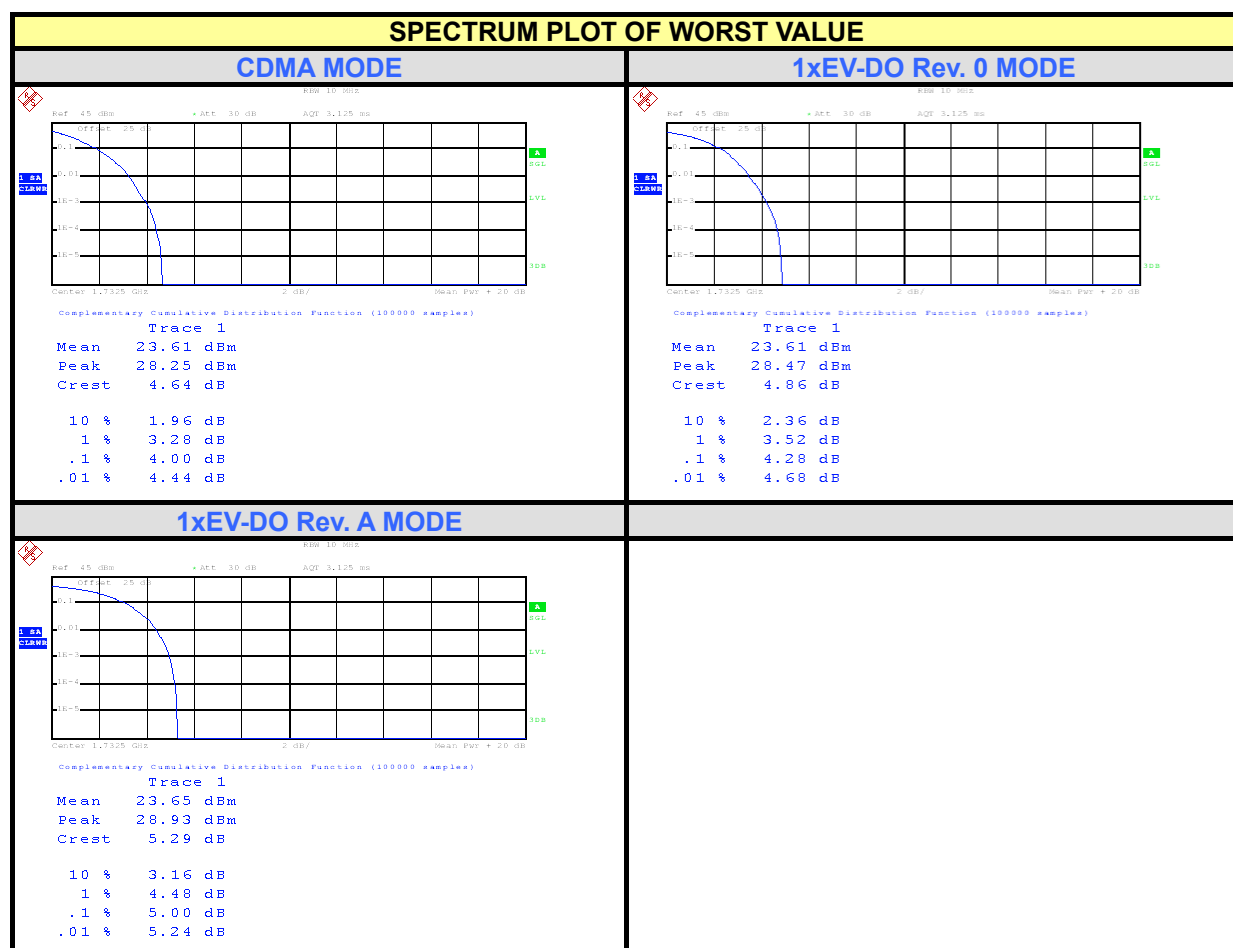 SPECTRUM PLOT OF WORST VALUE
CDMA MODE
RBW 10 MHz
Ref 45 dBm * Att 30 dB AQT 3.125 ms
Offset 25 dB
0.1
0.01
1E-3
1E-4
1E-5
1 SA
CLRWR
A
SGL
LVL
3DB
Center 1.7325 GHz 2 dB/ Mean Pwr + 20 dB
Complementary Cumulative Distribution Function (100000 samples)
Trace 1
Mean 23.61 dBm
Peak 28.25 dBm
Crest 4.64 dB
10 % 1.96 dB
1 % 3.28 dB
.1 % 4.00 dB
.01 % 4.44 dB
1xEV-DO Rev. 0 MODE
RBW 10 MHz
Ref 45 dBm * Att 30 dB AQT 3.125 ms
Offset 25 dB
0.1
0.01
1E-3
1E-4
1E-5
1 SA
CLRWR
A
SGL
LVL
3DB
Center 1.7325 GHz 2 dB/ Mean Pwr + 20 dB
Complementary Cumulative Distribution Function (100000 samples)
Trace 1
Mean 23.61 dBm
Peak 28.47 dBm
Crest 4.86 dB
10 % 2.36 dB
1 % 3.52 dB
.1 % 4.28 dB
.01 % 4.68 dB
1xEV-DO Rev. A MODE
RBW 10 MHz
Ref 45 dBm * Att 30 dB AQT 3.125 ms
Offset 25 dB
0.1
0.01
1E-3
1E-4
1E-5
1 SA
CLRWR
A
SGL
LVL
3DB
Center 1.7325 GHz 2 dB/ Mean Pwr + 20 dB
Complementary Cumulative Distribution Function (100000 samples)
Trace 1
Mean 23.65 dBm
Peak 28.93 dBm
Crest 5.29 dB
10 % 3.16 dB
1 % 4.48 dB
.1 % 5.00 dB
.01 % 5.24 dB